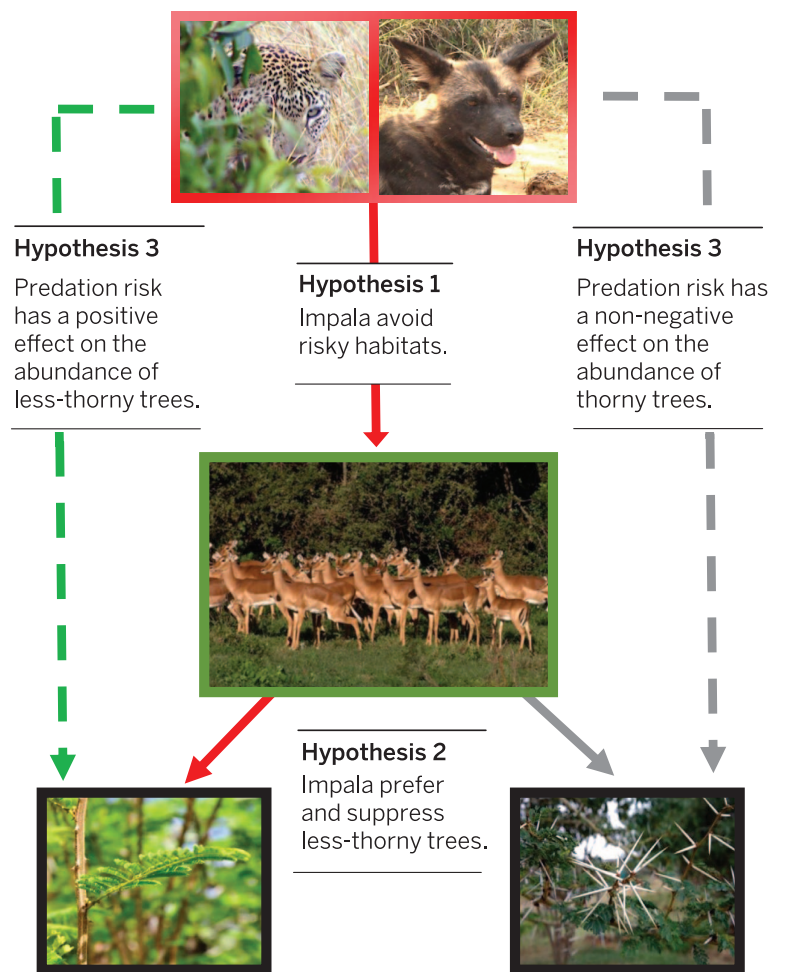 Hypothesis 3
Predation risk
has a positive
effect on the
abundance of
less-thorny trees.
Hypothesis 1
Impala avoid
risky habitats.
Hypothesis 3
Predation risk has
a non-negative
effect on the
abundance of
thorny trees.
Hypothesis 2
Impala prefer
and suppress
less-thorny trees.